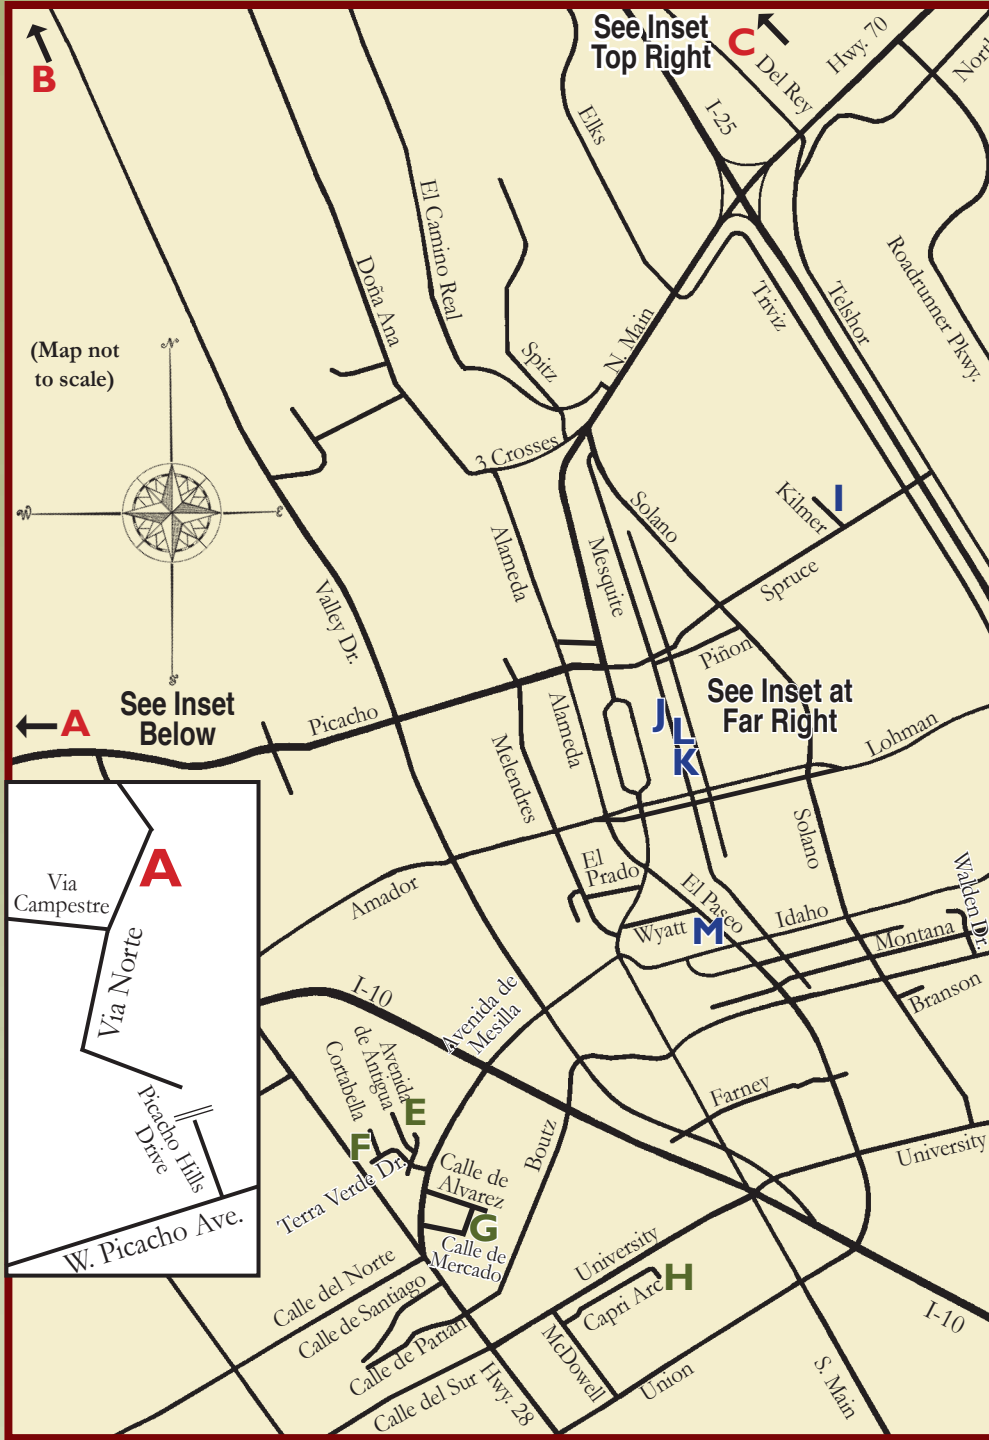 See Inset
Top Right
C
B
Hwy. 70
Del Rey
I-25
Elks
El Camino Real
Doña Ana
Roadrunner Pkwy.
Telshor
Triviz
N. Main
Spitz
(Map not
to scale)
N
W
E
S
3 Crosses
Kilmer
I
Solano
Alameda
Mesquite
Spruce
Valley Dr.
Piñon
See Inset at
Far Right
See Inset
Below
A
Picacho
Alameda
Melendres
J
L
K
Lohman
Solano
El
Prado
El Paseo
Amador
Wyatt
M
Idaho
Montana
Walden Dr.
Branson
A
Via
Campestre
Via Norte
Picacho Hills
Drive
W. Picacho Ave.
I-10
Avenida de
Mesilla
Avenida
de Antigua
Cortabella
E
F
Terra Verde Dr.
Farney
Boutz
University
Calle de
Alvarez
G
Calle de
Mercado
University
H
Capri Arc
Calle del Norte
Calle de Santiago
Calle de Parian
Calle del Sur
Hwy. 28
McDowell
Union
S. Main
I-10